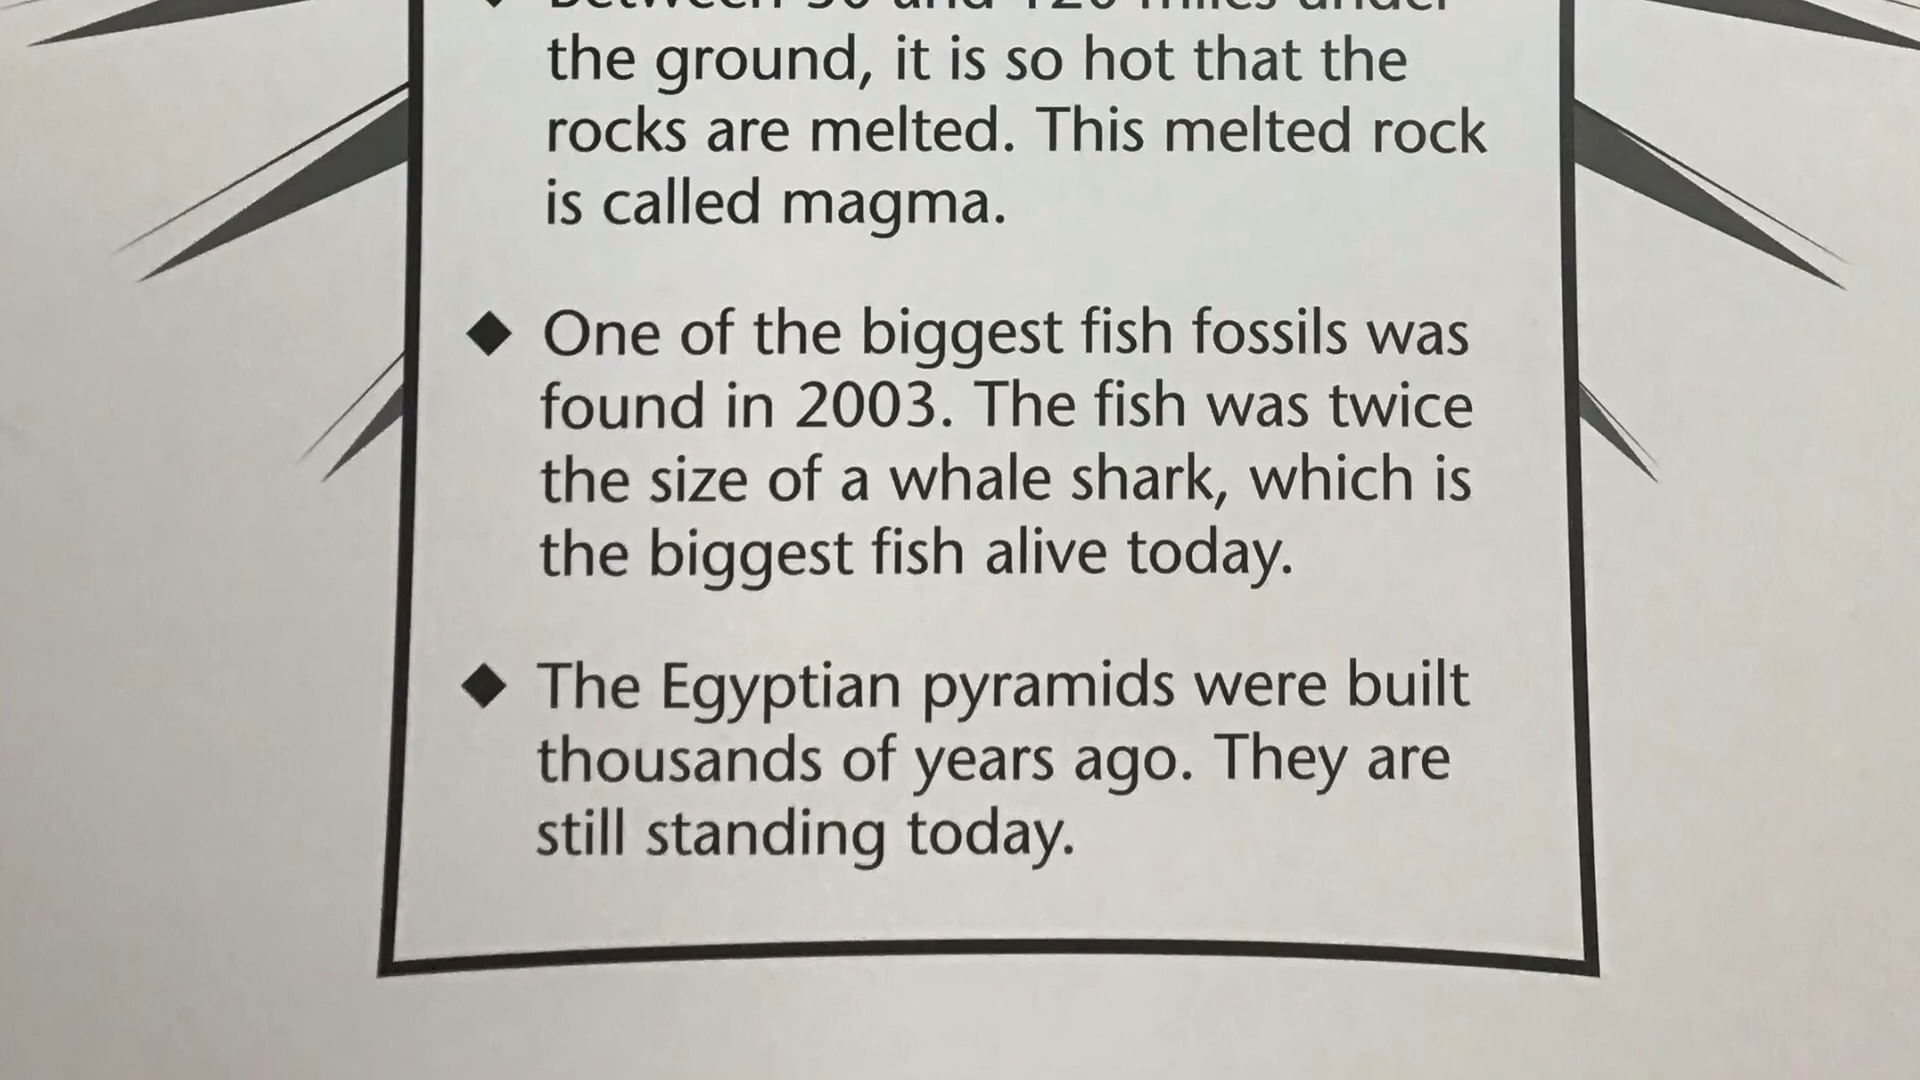 the ground, it is so hot that the
rocks are melted. This melted rock
is called magma.
◆ One of the biggest fish fossils was
found in 2003. The fish was twice
the size of a whale shark, which is
the biggest fish alive today.
◆ The Egyptian pyramids were built
thousands of years ago. They are
still standing today.